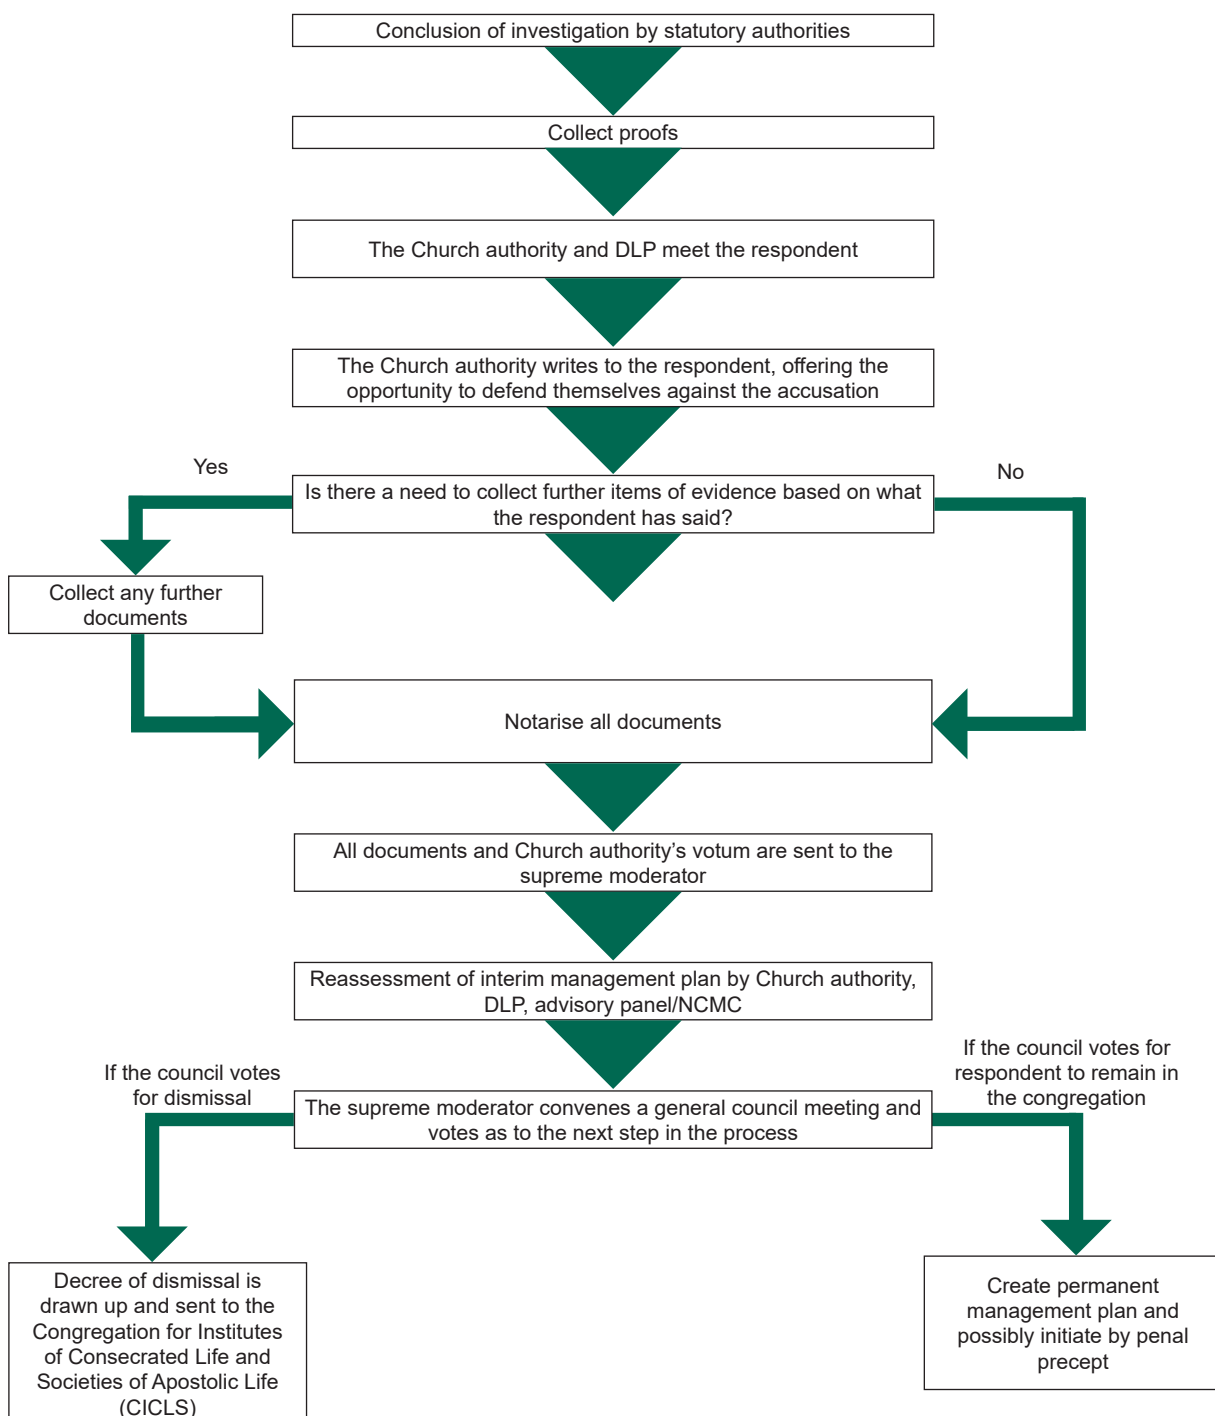 Conclusion of investigation by statutory authorities
Collect proofs
The Church authority and DLP meet the respondent
The Church authority writes to the respondent, offering the
opportunity to defend themselves against the accusation
Yes
No
Is there a need to collect further items of evidence based on what
the respondent has said?
Collect any further
documents
Notarise all documents
All documents and Church authority’s votum are sent to the
supreme moderator
Reassessment of interim management plan by Church authority,
DLP, advisory panel/NCMC
If the council votes
for dismissal
If the council votes for
respondent to remain in
the congregation
The supreme moderator convenes a general council meeting and
votes as to the next step in the process
Decree of dismissal is
drawn up and sent to the
Congregation for Institutes
of Consecrated Life and
Societies of Apostolic Life
(CICLS)
Create permanent
management plan and
possibly initiate by penal
precept